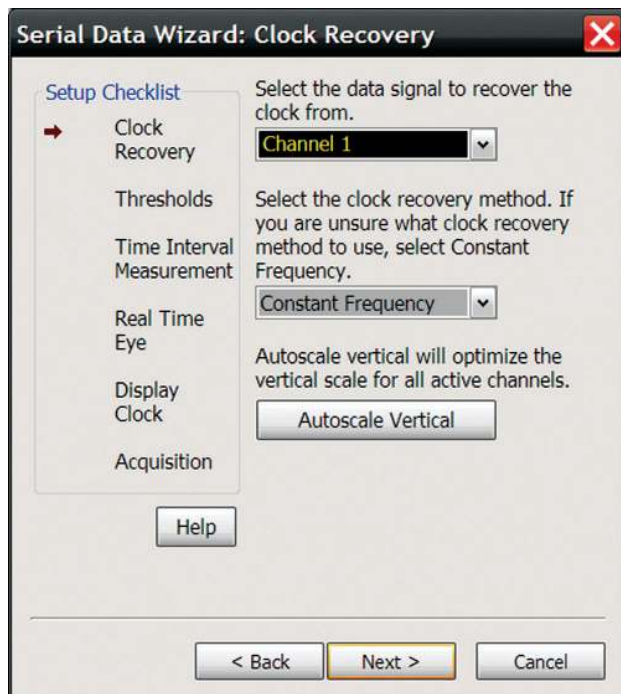 Serial Data Wizard: Clock Recovery
Setup Checklist
Clock
Recovery
Thresholds
Time Interval
Measurement
Real Time
Eye
Display
Clock
Acquisition
Help
Select the data signal to recover the
clock from.
Channel 1
Select the clock recovery method. If
you are unsure what clock recovery
method to use, select Constant
Frequency.
Constant Frequency
Autoscale vertical will optimize the
vertical scale for all active channels.
Autoscale Vertical
< Back
Next >
Cancel